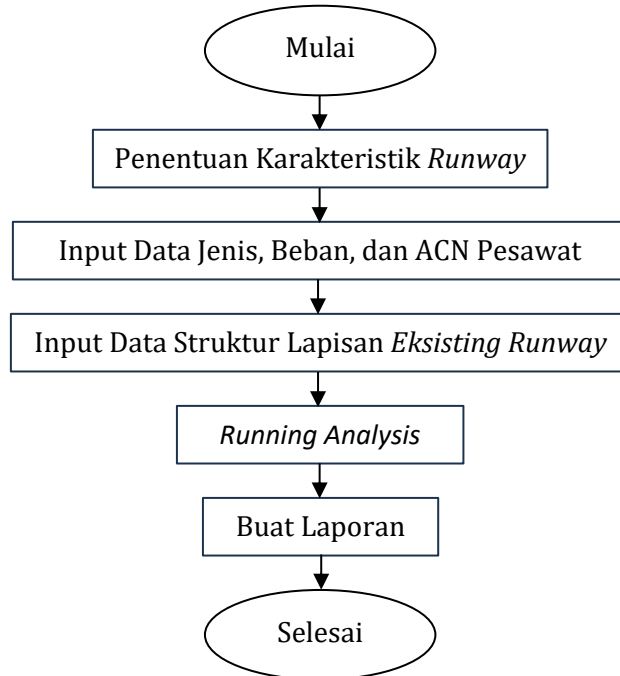 Mulai
Penentuan Karakteristik Runway
Input Data Jenis, Beban, dan ACN Pesawat
Input Data Struktur Lapisan Eksisting Runway
Running Analysis
Buat Laporan
Selesai